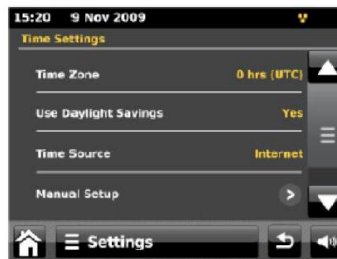 15:20 9 Nov 2009
Time Settings
Time Zone 0 hrs (UTC)
Use Daylight Savings Yes
Time Source Internet
Manual Setup
Settings